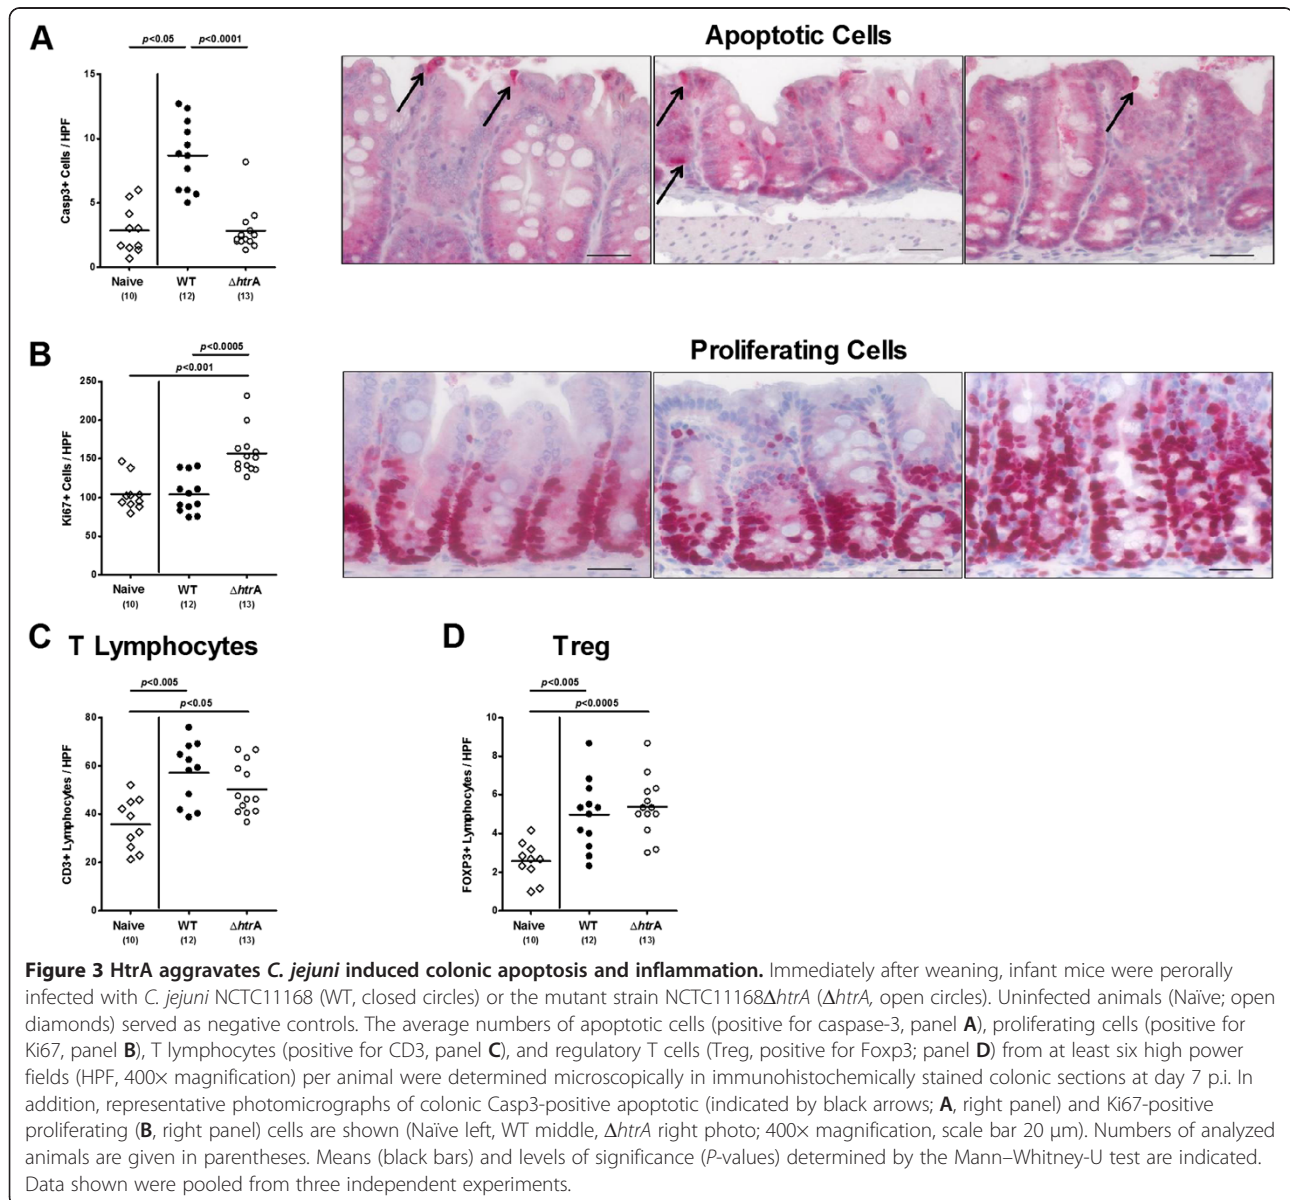 A
Apoptotic Cells
p<0.05 p<0.0001
15
10
5
0
Casp3+ Cells / HPF
Naive WT ΔhtrA
(10) (12) (13)
B
Proliferating Cells
p<0.0005
p<0.001
250
200
150
100
50
0
Ki67+ Cells / HPF
Naive WT ΔhtrA
(10) (12) (13)
C T Lymphocytes
p<0.005
p<0.05
80
60
40
20
0
CD3+ Lymphocytes / HPF
Naive WT ΔhtrA
(10) (12) (13)
D Treg
p<0.005
p<0.0005
10
8
6
4
2
0
FOXP3+ Lymphocytes / HPF
Naive WT ΔhtrA
(10) (12) (13)
Figure 3 HtrA aggravates C. jejuni induced colonic apoptosis and inflammation. Immediately after weaning, infant mice were perorally
infected with C. jejuni NCTC11168 (WT, closed circles) or the mutant strain NCTC11168ΔhtrA (ΔhtrA, open circles). Uninfected animals (Naïve; open
diamonds) served as negative controls. The average numbers of apoptotic cells (positive for caspase-3, panel A), proliferating cells (positive for
Ki67, panel B), T lymphocytes (positive for CD3, panel C), and regulatory T cells (Treg, positive for Foxp3; panel D) from at least six high power
fields (HPF, 400× magnification) per animal were determined microscopically in immunohistochemically stained colonic sections at day 7 p.i. In
addition, representative photomicrographs of colonic Casp3-positive apoptotic (indicated by black arrows; A, right panel) and Ki67-positive
proliferating (B, right panel) cells are shown (Naïve left, WT middle, ΔhtrA right photo; 400× magnification, scale bar 20 μm). Numbers of analyzed
animals are given in parentheses. Means (black bars) and levels of significance (P-values) determined by the Mann–Whitney-U test are indicated.
Data shown were pooled from three independent experiments.